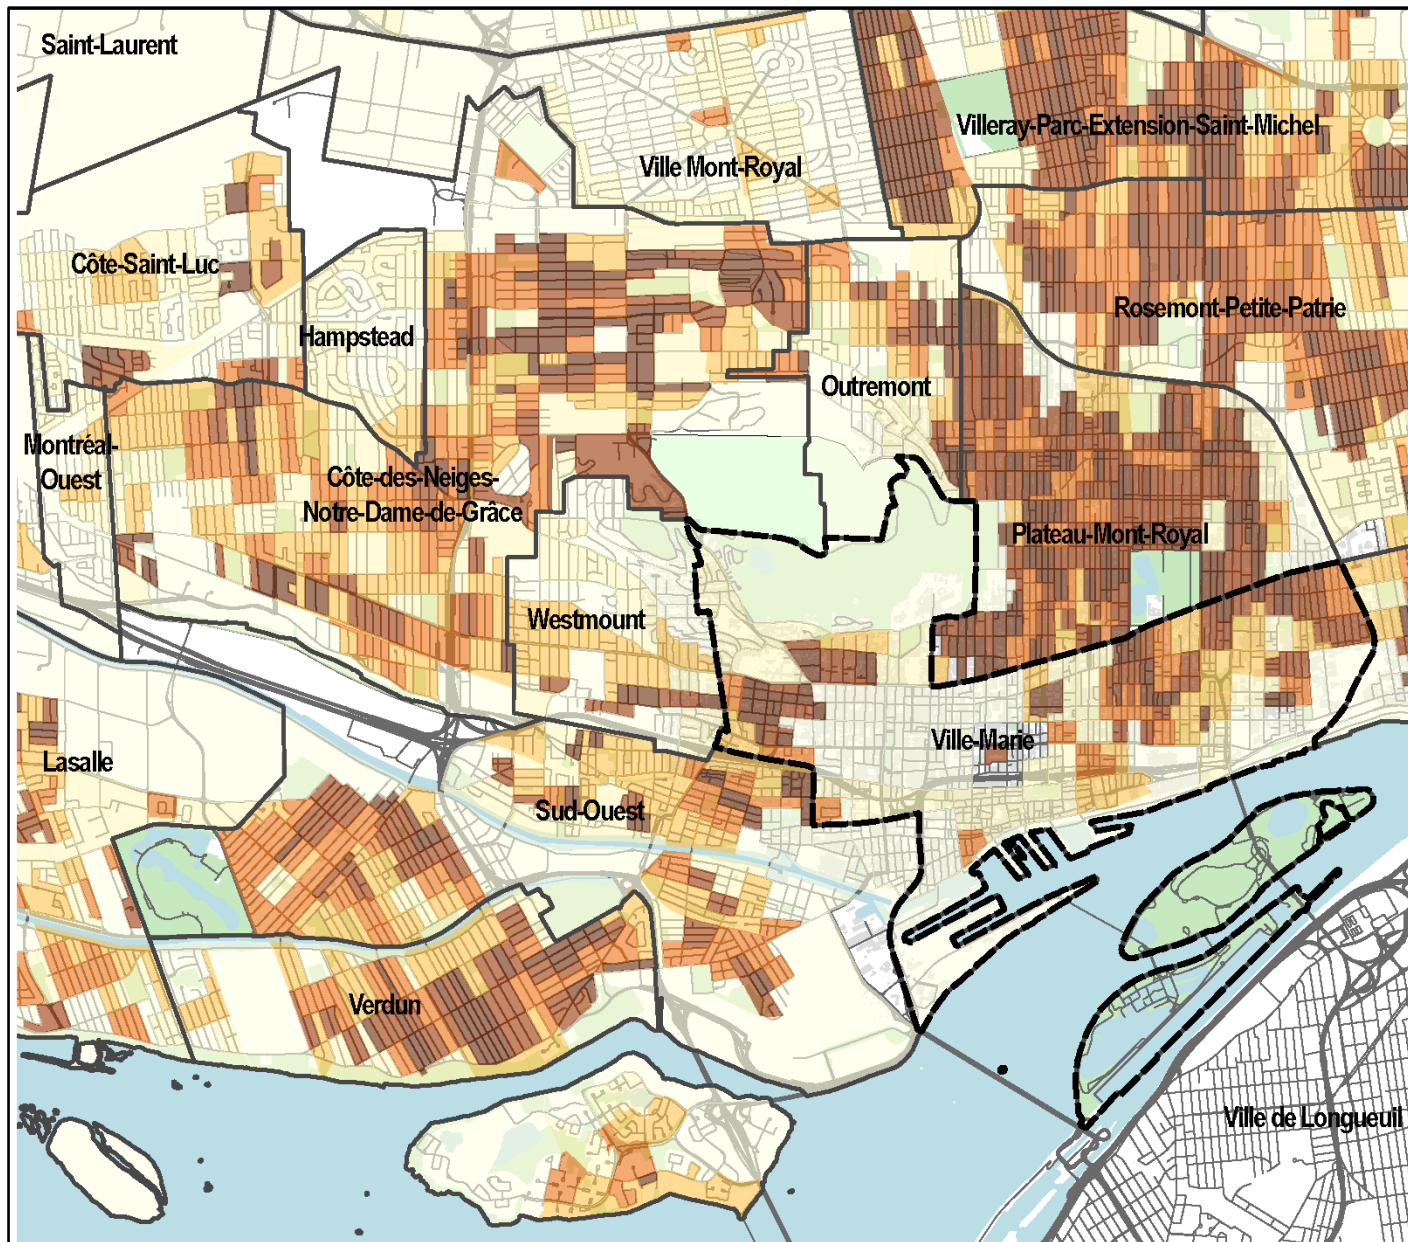 Saint-Laurent
Villeray-Parc-Extension-Saint-Michel
Ville Mont-Royal
Côte-Saint-Luc
Rosemont-Petite-Patrie
Hampstead
Outremont
Montréal-
Ouest
Côte-des-Neiges-
Notre-Dame-de-Grâce
Plateau-Mont-Royal
Westmount
Ville-Marie
Lasalle
Sud-Ouest
Verdun
Ville de Longueuil